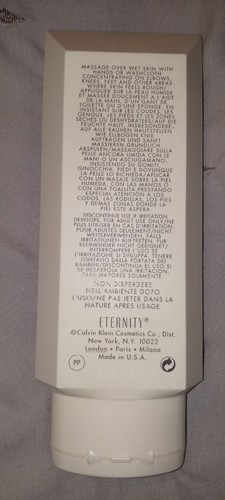 MASSAGE OVER WET SKIN WITH
HANDS OR WASHCLOTH
CONCENTRATING ON ELBOWS,
KNEES, FEET AND OTHER AREAS
WHERE SKIN FEELS ROUGH/
APPLIQUER SUR LA PEAU HUMIDE
ET MASSER DOUCEMENT A L'AIDE
DE LA MAIN, D'UN GANT DE
TOILETTE OU D'UNE EPONGE, EN
INSISTANT SUR LES COUDES, LES
GENOUX, LES PIEDS ET LES ZONES
SECHES OU DESHYDRATEES/AUF DIE
FEUCHTE HAUT, INSBESONDERE
AUF ALLE RAUHEN HAUTSTELLEN
WIE ELLBOGEN KNIE
AUFTRAGEN UND SANFT
MASSIEREN GRUNDLICH
ABSPULEN/MASSAGGIARE SULLA
PELLE ANCORA UMIDA CON LE
MANI O UN ASCIUGAMANO,
INSISTENDO SU GOMITI,
GINOCCHIA, PIEDI E DOVUNQUE
LA PELLE LO RICHIEDA/APLICAR
CON UN MASAJE SOBRE LA PIEL
HUMEDA, CON LAS MANOS O
CON UNA TOALLITA PRESTANDO
ESPECIAL ATENCION A LOS
CODOS, LAS RODILLAS, LOS PIES
Y DEMAS ZONAS DONDE LA
PIEL ESTE ASPERA
DISCONTINUE USE IF IRRITATION
DEVELOPS. FOR ADULT USE ONLY/NE
PLUS UTILISER EN CAS D'IRRITATION.
POUR ADULTES SEULEMENT/NICHT
WEITERVERWENDEN, FALLS
IRRITATIONEN AUFTRETEN. FUR
KLEINKINDER NICHT GEEIGNET/
INTERROMPERE L'USO SE
L'IRRITAZIONE SI SVILUPPA. TENERE
LONTANO DALLA PORTATA DEI
BAMBINI/DISCONTINUA EL USO SI
SE DESARROLLA UNA IRRITACION.
PARA MAYORES SOLAMENTE.
NON DISPERDERE
NELL'AMBIENTE DOPO
L'USO/NE PAS JETER DANS LA
NATURE APRES USAGE
ETERNITY®
©Calvin Klein Cosmetics Co., Dist.
New York, N.Y. 10022
London • Paris • Milano
Made in U.S.A.
PP